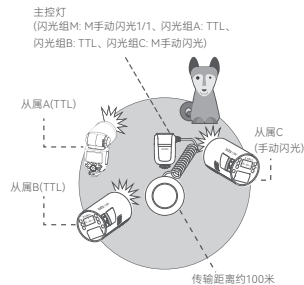 主控灯
(闪光组M: M手动闪光1/1、闪光组A: TTL、
闪光组B: TTL、闪光组C: M手动闪光)
从属A(TTL)
从属C
(手动闪光)
从属B(TTL)
传输距离约100米